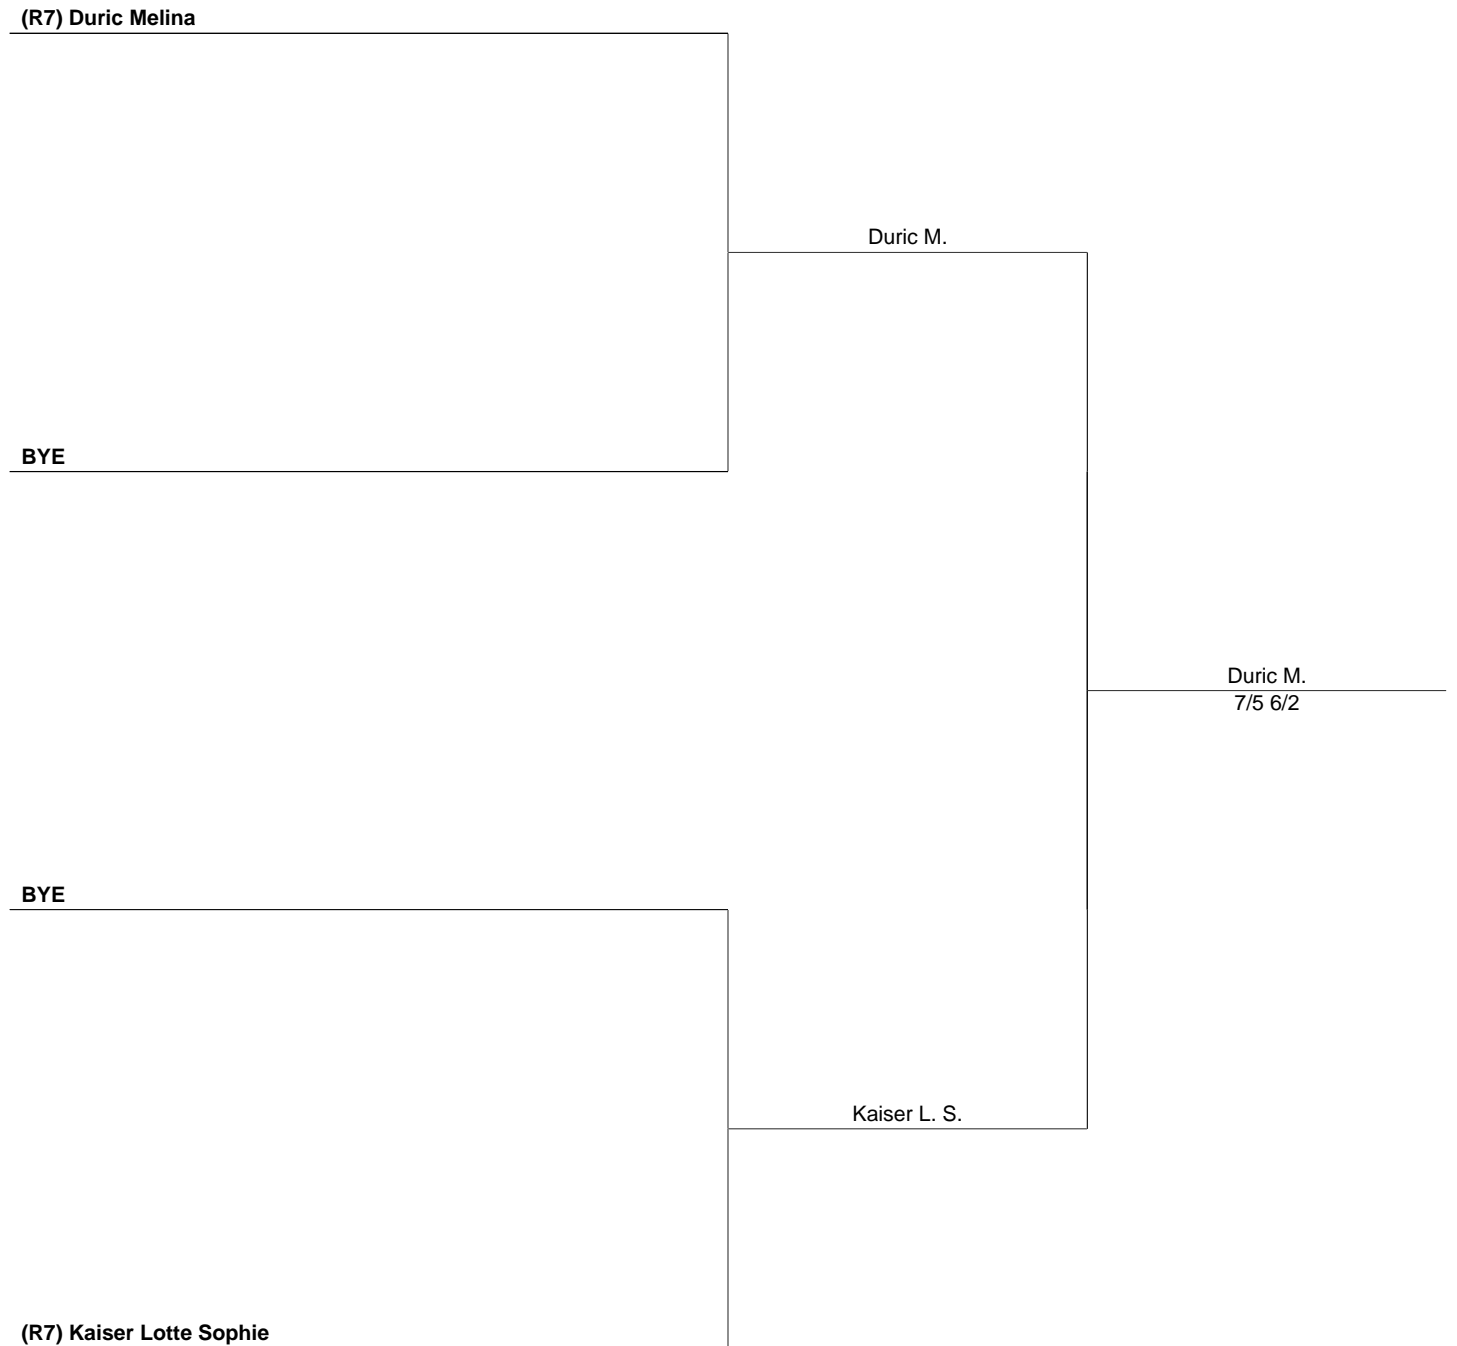 (R7) Duric Melina
Duric M.
BYE
Duric M.
7/5 6/2
BYE
Kaiser L. S.
(R7) Kaiser Lotte Sophie